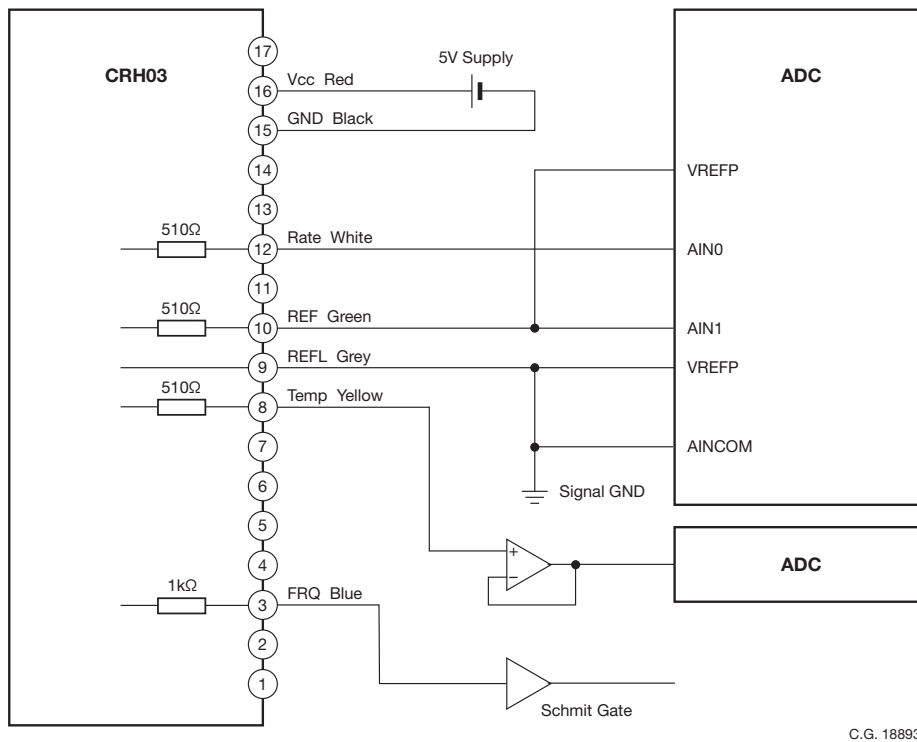 CRH03
17
16
Vcc Red
5V Supply
15
GND Black
14
13
510Ω
12
Rate White
11
510Ω
10
REF Green
9
REFL Grey
510Ω
8
Temp Yellow
7
6
5
4
1kΩ
3
FRQ Blue
2
1
ADC
VREFP
AIN0
AIN1
VREFP
AINCOM
Signal GND
+
−
ADC
Schmit Gate
C.G. 18893